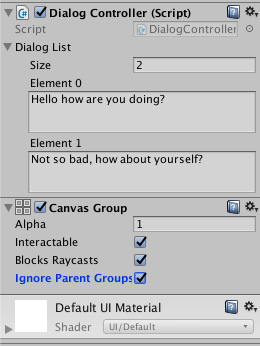 Dialog Controller (Script)
Script DialogController
Dialog List
Size 2
Element 0
Hello how are you doing?
Element 1
Not so bad, how about yourself?
Canvas Group
Alpha 1
Interactable
Blocks Raycasts
Ignore Parent Groups
Default UI Material
Shader UI/Default